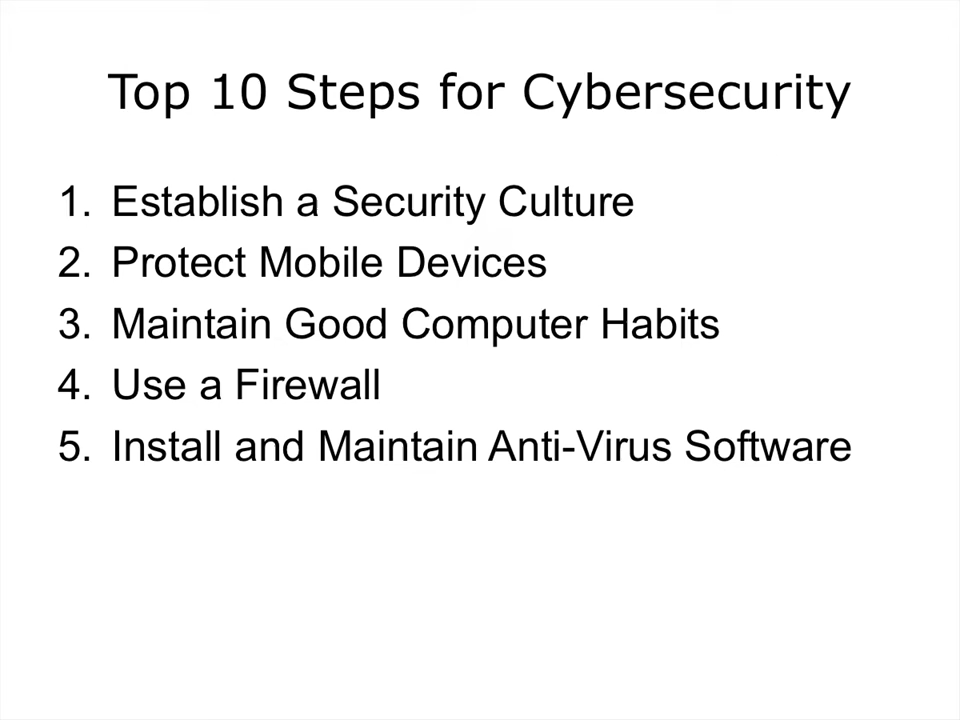 Top 10 Steps for Cybersecurity
1. Establish a Security Culture
2. Protect Mobile Devices
3. Maintain Good Computer Habits
4. Use a Firewall
5. Install and Maintain Anti-Virus Software